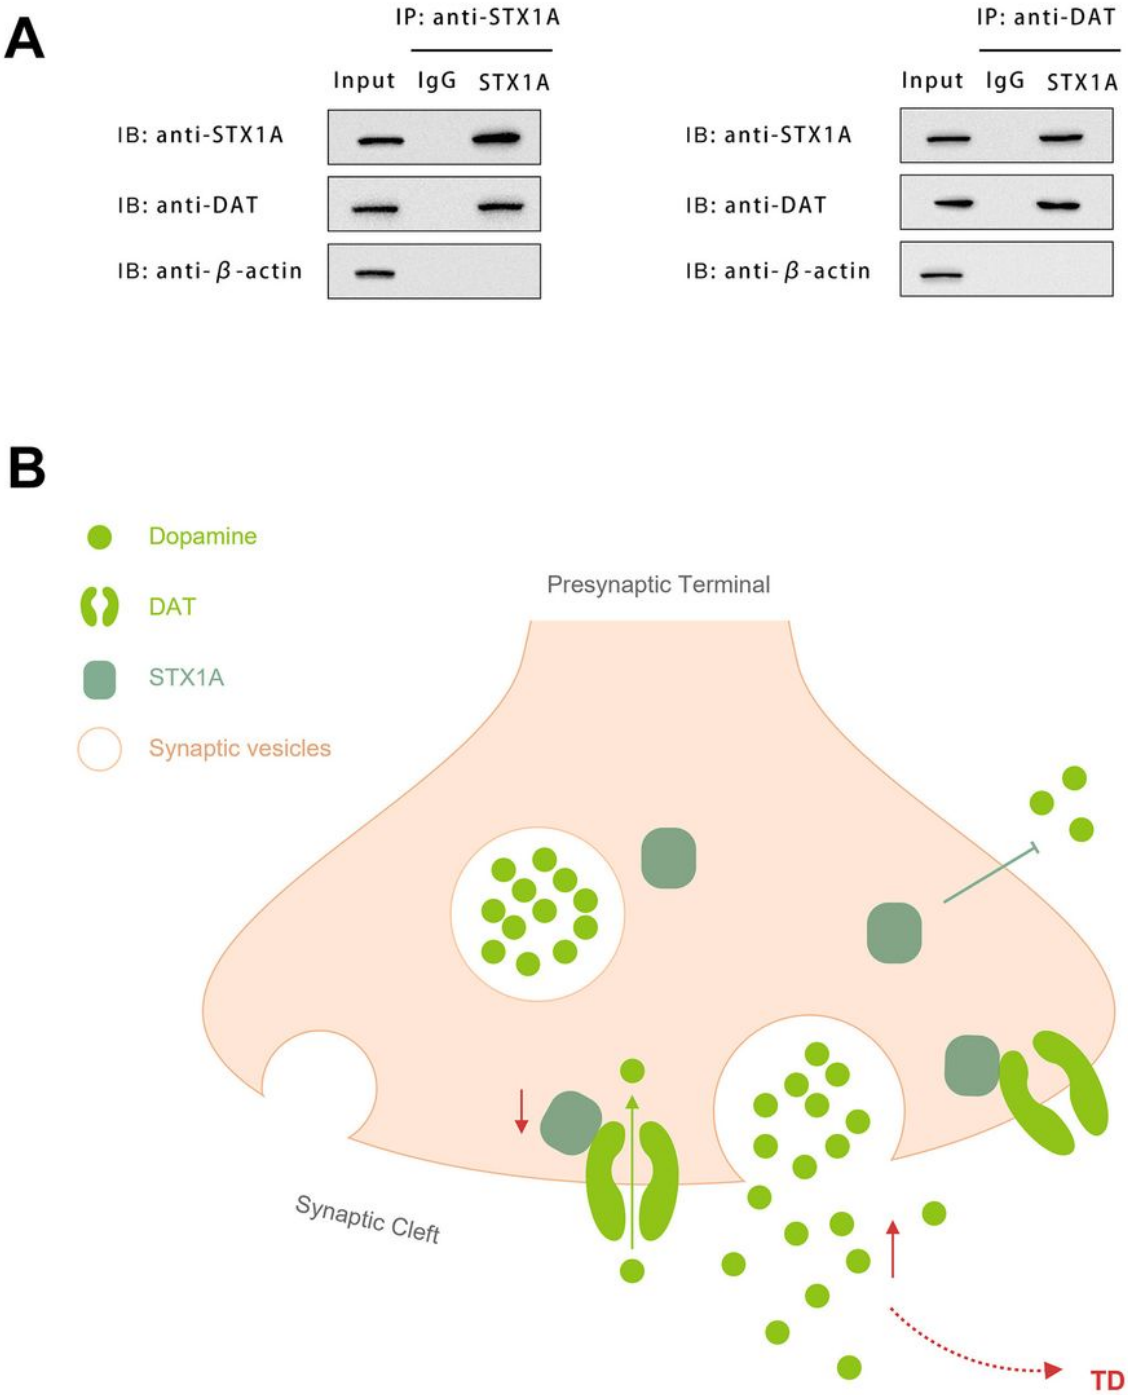 A
IP: anti-STX1A
Input IgG STX1A
IB: anti-STX1A
IB: anti-DAT
IB: anti-β-actin
IP: anti-DAT
Input IgG STX1A
IB: anti-STX1A
IB: anti-DAT
IB: anti-β-actin
B
Dopamine
DAT
STX1A
Synaptic vesicles
Presynaptic Terminal
Synaptic Cleft
TD